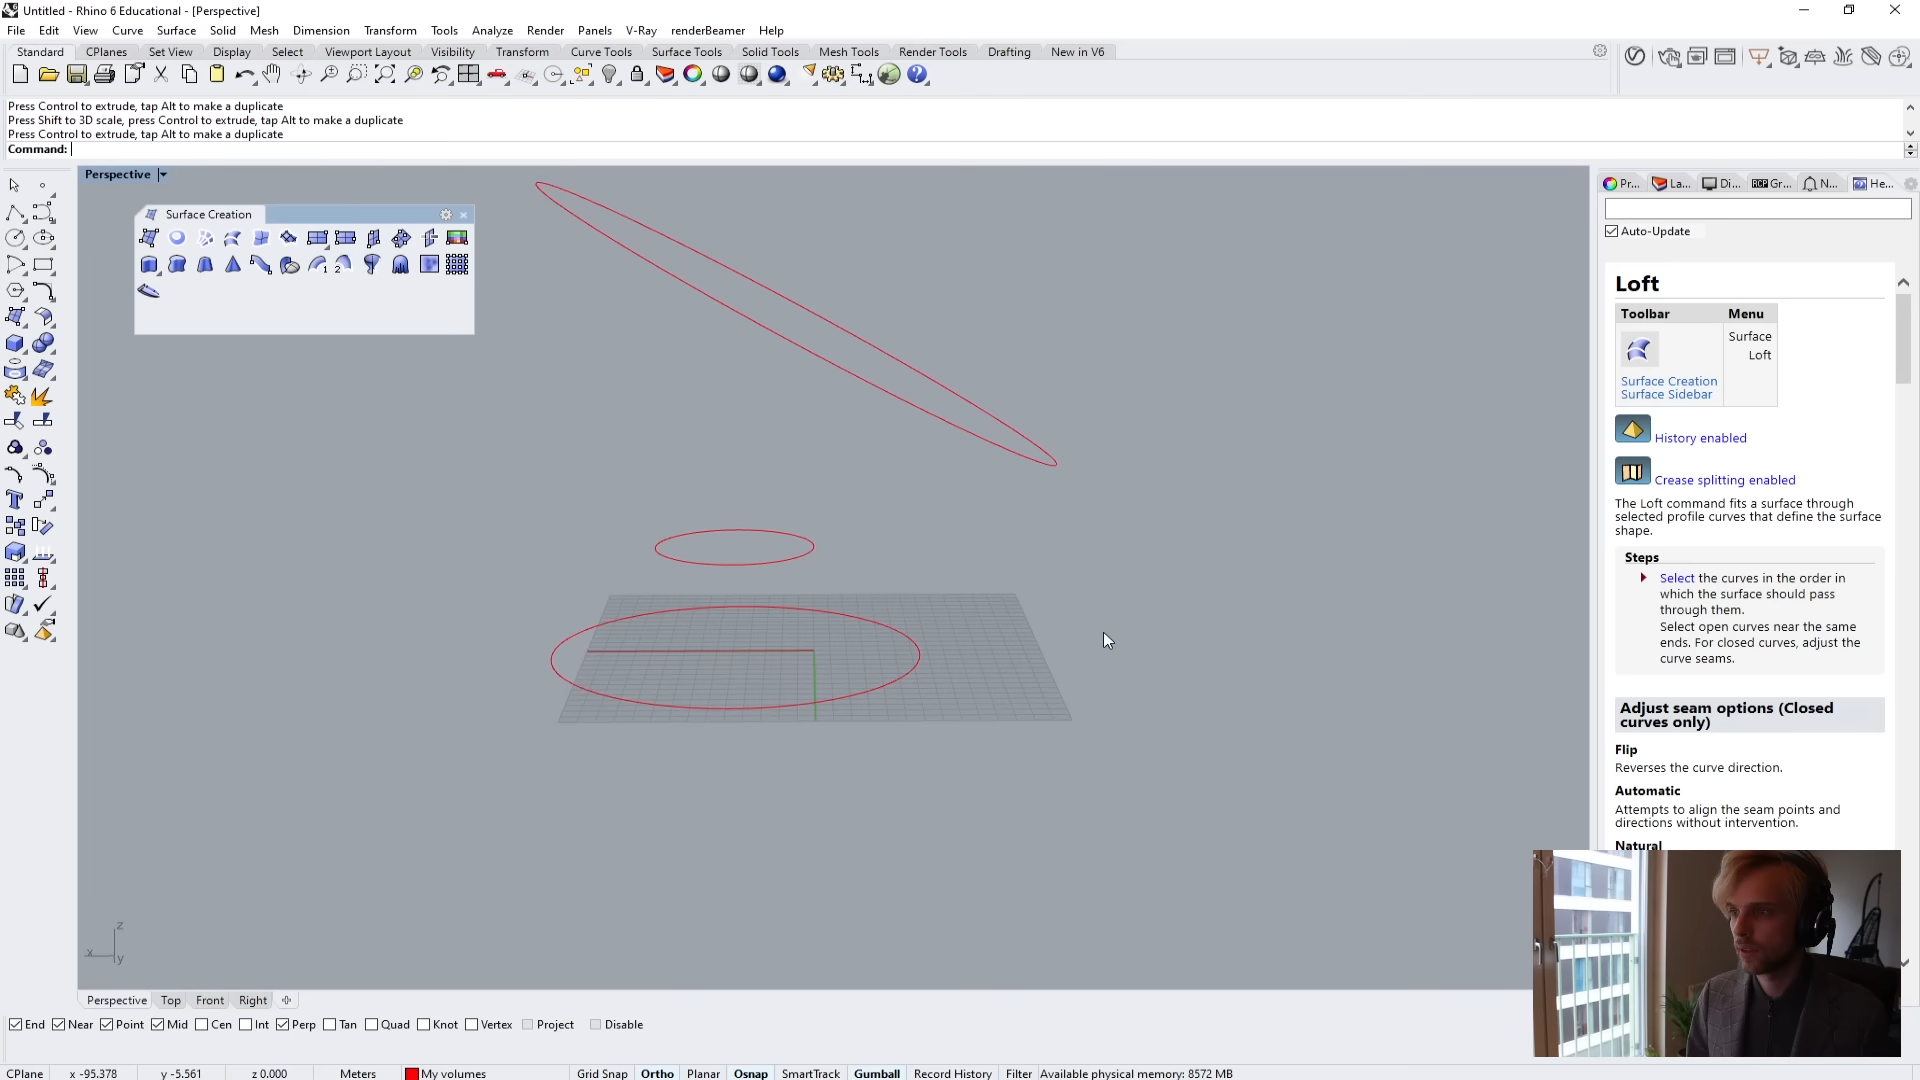 Untitled - Rhino 6 Educational - [Perspective]
File Edit View Curve Surface Solid Mesh Dimension Transform Tools Analyze Render Panels V-Ray renderBeamer Help
Standard CPlanes Set View Display Select Viewport Layout Visibility Transform Curve Tools Surface Tools Solid Tools Mesh Tools Render Tools Drafting New in V6
Press Control to extrude, tap Alt to make a duplicate
Press Shift to 3D scale, press Control to extrude, tap Alt to make a duplicate
Press Control to extrude, tap Alt to make a duplicate
Command:
Perspective
Surface Creation
1 2
Pr... La... Di... RCP Gr... N... He...
Auto-Update
Loft
Toolbar Menu
Surface
Loft
Surface Creation
Surface Sidebar
History enabled
Crease splitting enabled
The Loft command fits a surface through
selected profile curves that define the surface
shape.
Steps
Select the curves in the order in
which the surface should pass
through them.
Select open curves near the same
ends. For closed curves, adjust the
curve seams.
Adjust seam options (Closed
curves only)
Flip
Reverses the curve direction.
Automatic
Attempts to align the seam points and
directions without intervention.
Natural
z
x
y
Perspective Top Front Right
End Near Point Mid Cen Int Perp Tan Quad Knot Vertex Project Disable
CPlane x -95.378 y -5.561 z 0.000 Meters My volumes Grid Snap Ortho Planar Osnap SmartTrack Gumball Record History Filter Available physical memory: 8572 MB